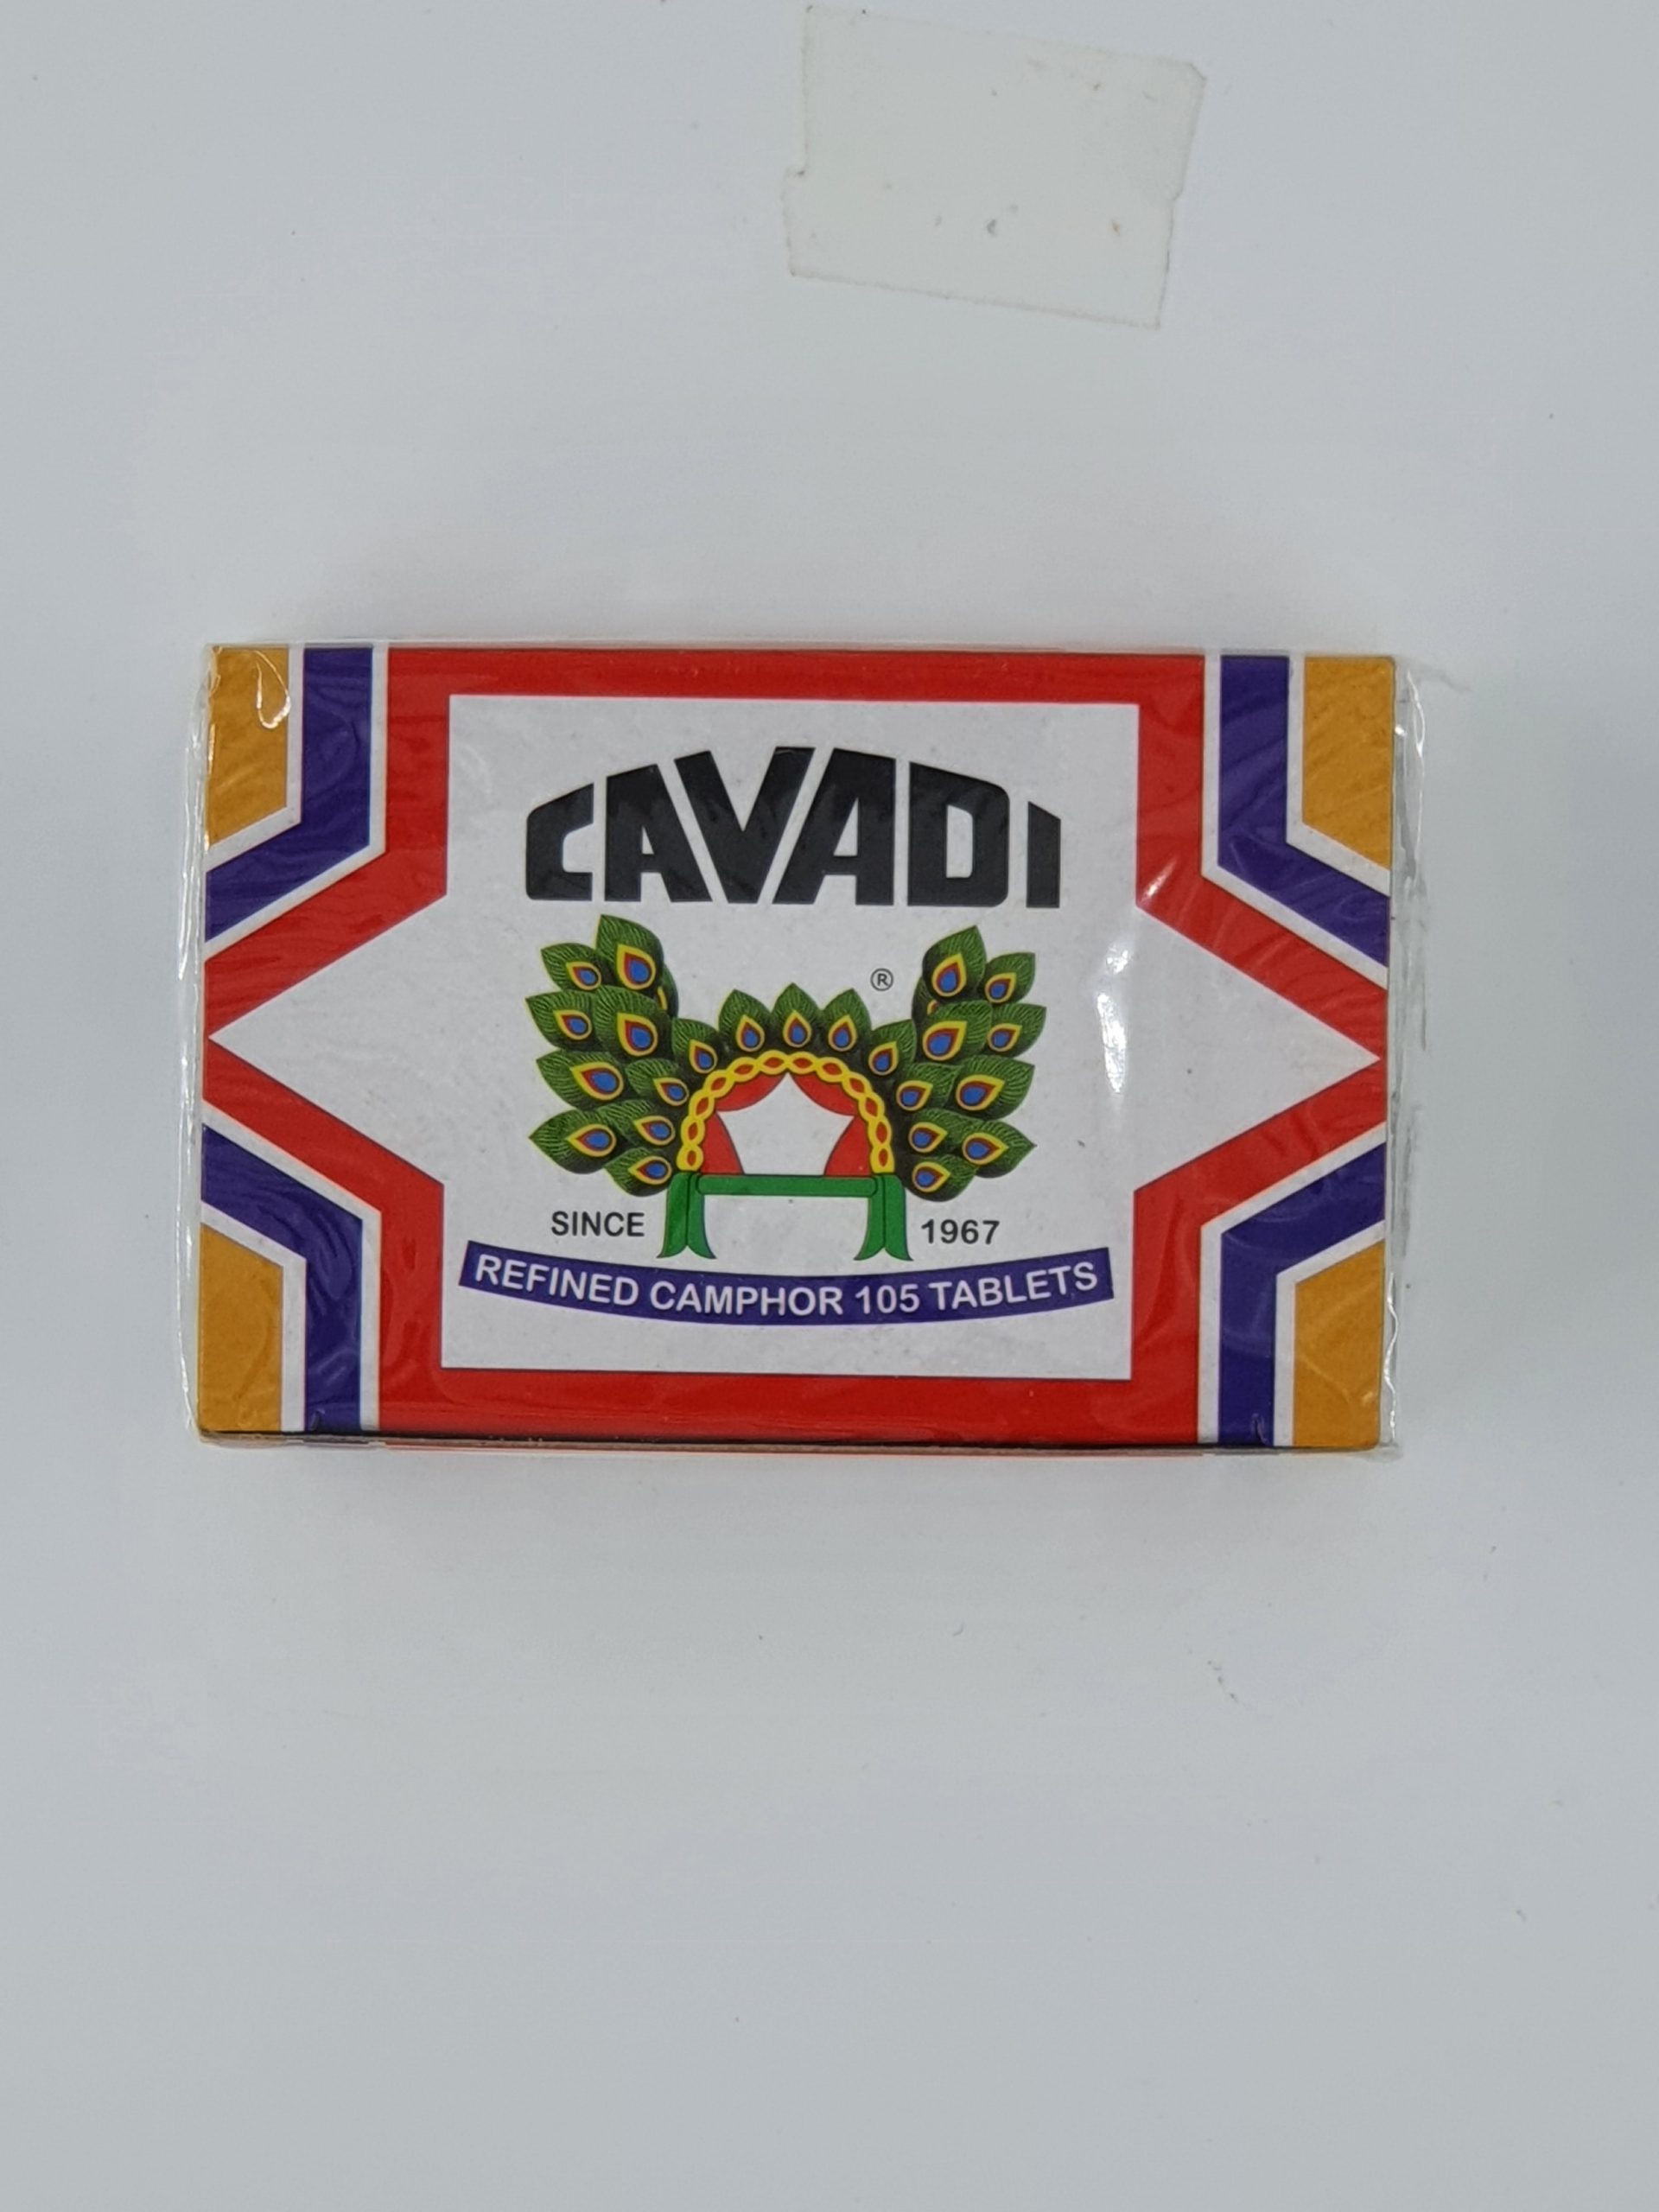 CAVADI
®
SINCE 1967
REFINED CAMPHOR 105 TABLETS